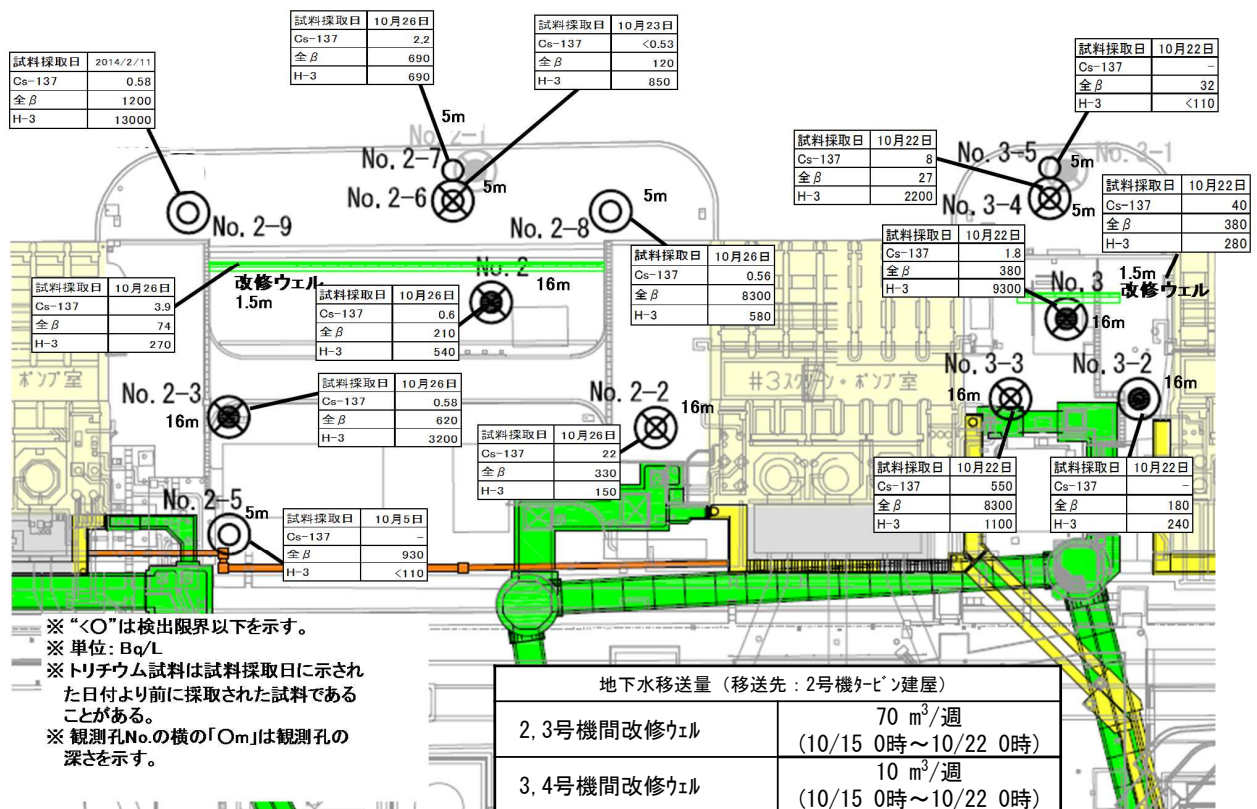 試料採取日 10月26日
Cs-137 2.2
全β 690
H-3 690
試料採取日 10月23日
Cs-137 <0.53
全β 120
H-3 850
試料採取日 2014/2/11
Cs-137 0.58
全β 1200
H-3 13000
試料採取日 10月22日
Cs-137 -
全β 32
H-3 <110
試料採取日 10月22日
Cs-137 8
全β 27
H-3 2200
試料採取日 10月22日
Cs-137 40
全β 380
H-3 280
5m
No. 2-1
No. 2-7
No. 2-6 5m
No. 2-9
No. 2-8 5m
No. 3-5 5m
No. 3-1
No. 3-4 5m
試料採取日 10月22日
Cs-137 1.8
全β 380
H-3 9300
試料採取日 10月26日
Cs-137 0.56
全β 8300
H-3 580
改修ウェル
1.5m
No. 2 16m
1.5m
改修ウェル
No. 3
16m
試料採取日 10月26日
Cs-137 3.9
全β 74
H-3 270
試料採取日 10月26日
Cs-137 0.6
全β 210
H-3 540
ポンプ室
No. 2-3
16m
試料採取日 10月26日
Cs-137 0.58
全β 620
H-3 3200
No. 2-2
16m
#3スクリーン・ポンプ室
No. 3-3
16m
No. 3-2
16m
試料採取日 10月26日
Cs-137 22
全β 330
H-3 150
試料採取日 10月22日
Cs-137 550
全β 8300
H-3 1100
試料採取日 10月22日
Cs-137 -
全β 180
H-3 240
No. 2-5
5m
試料採取日 10月5日
Cs-137 -
全β 930
H-3 <110
※ “<○”は検出限界以下を示す。
※ 単位: Bq/L
※ トリチウム試料は試料採取日に示され
た日付より前に採取された試料である
ことがある。
※ 観測孔No.の横の「○m」は観測孔の
深さを示す。
地下水移送量（移送先：2号機タービン建屋）
2,3号機間改修ウェル 70 m³/週
(10/15 0時～10/22 0時)
3,4号機間改修ウェル 10 m³/週
(10/15 0時～10/22 0時)